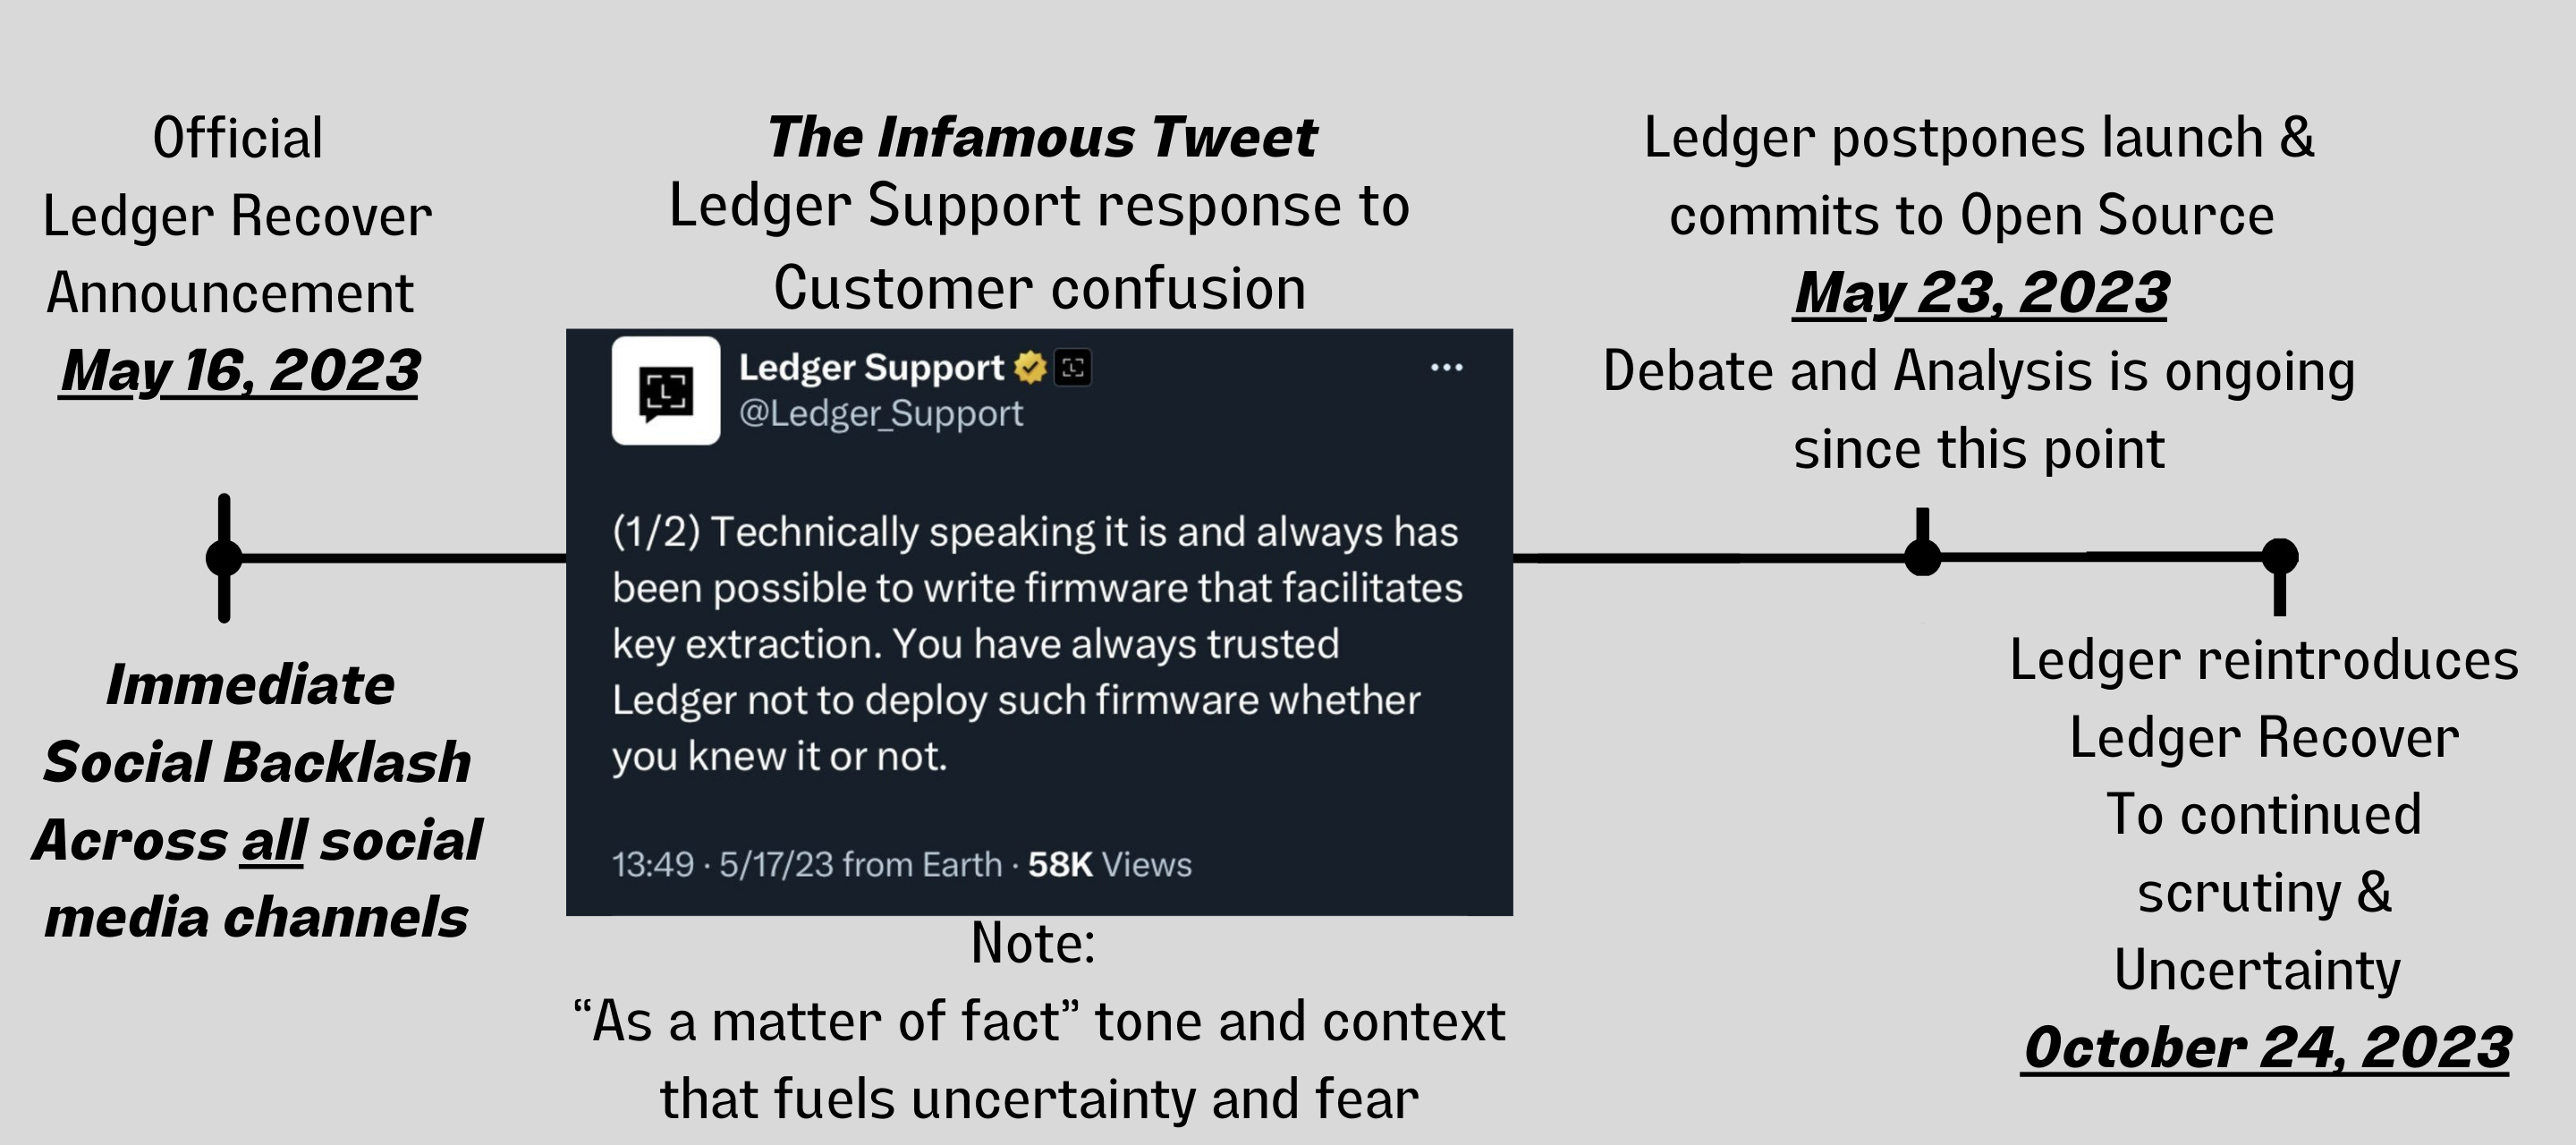 Official
Ledger Recover
Announcement
May 16, 2023
Immediate
Social Backlash
Across all social
media channels
The Infamous Tweet
Ledger Support response to
Customer confusion
Ledger Support
@Ledger_Support
(1/2) Technically speaking it is and always has
been possible to write firmware that facilitates
key extraction. You have always trusted
Ledger not to deploy such firmware whether
you knew it or not.
13:49 · 5/17/23 from Earth · 58K Views
Note:
“As a matter of fact” tone and context
that fuels uncertainty and fear
Ledger postpones launch &
commits to Open Source
May 23, 2023
Debate and Analysis is ongoing
since this point
Ledger reintroduces
Ledger Recover
To continued
scrutiny &
Uncertainty
October 24, 2023